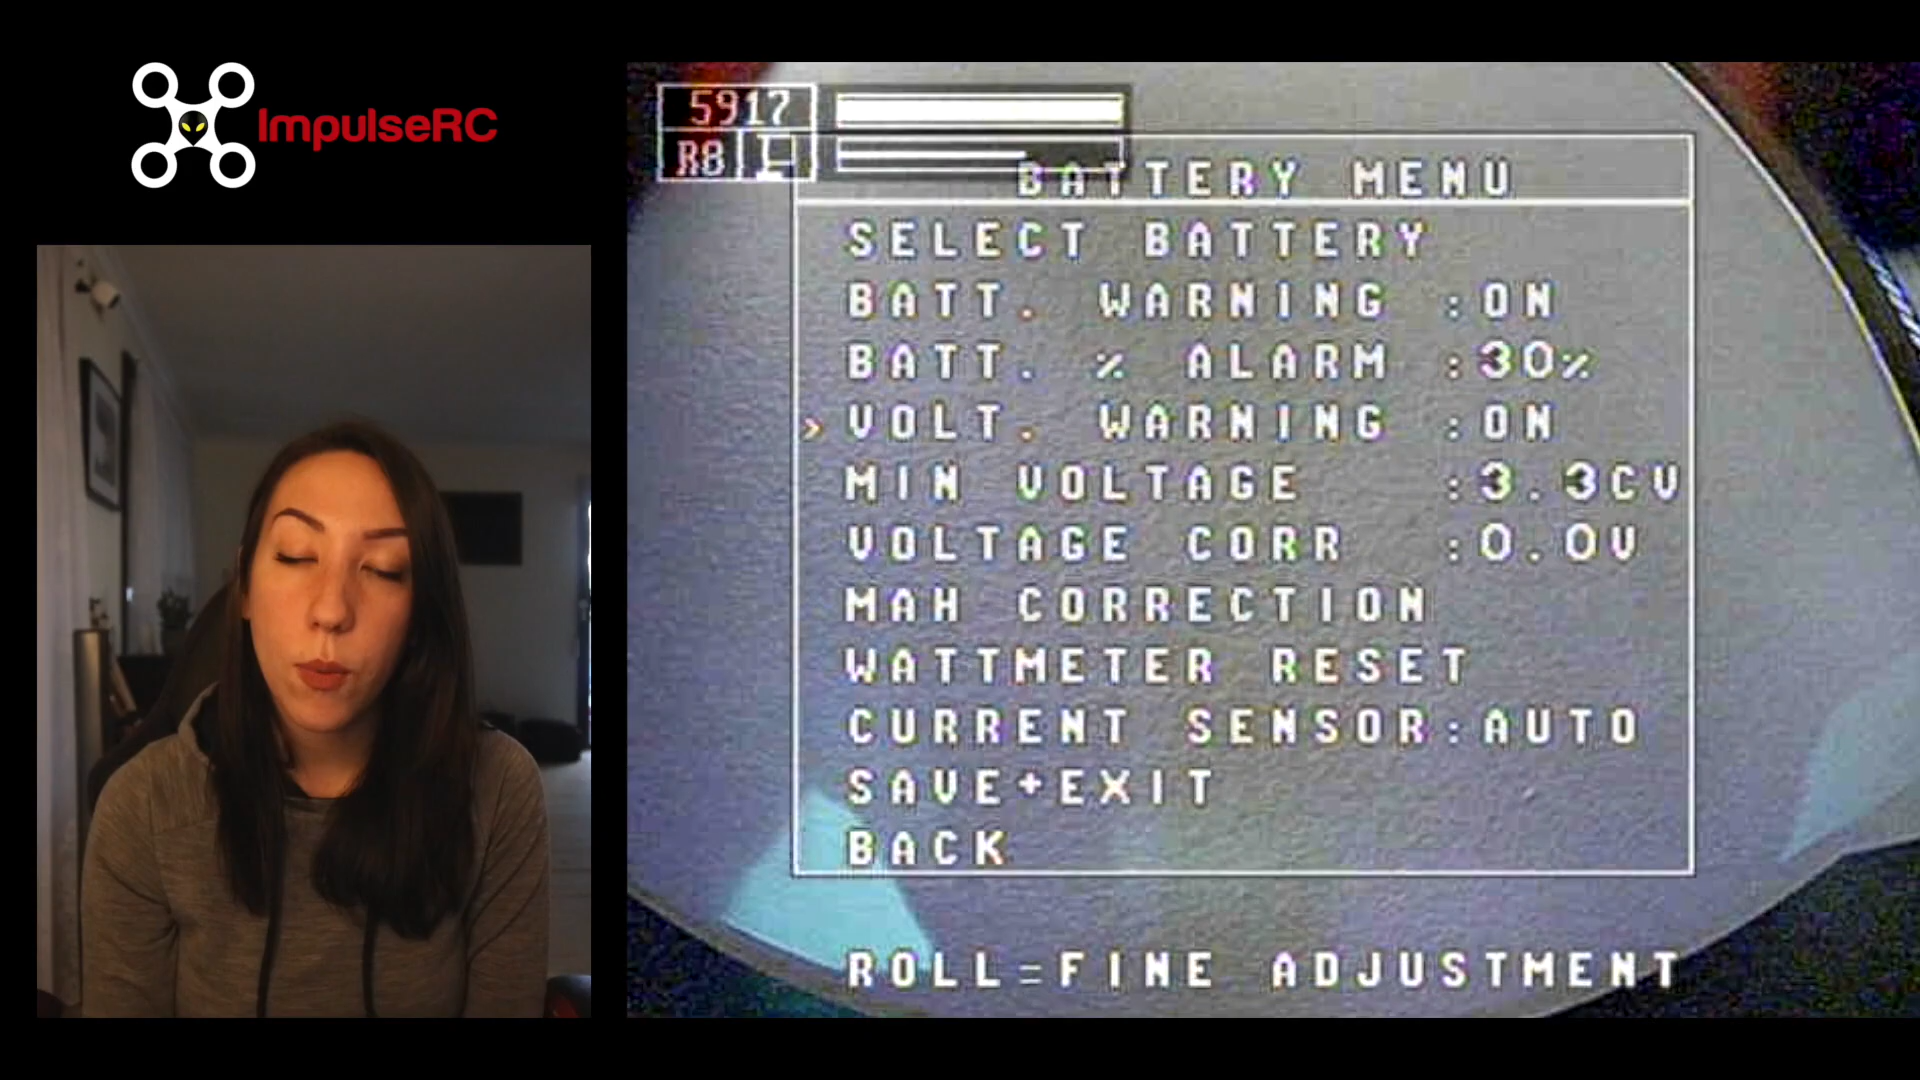 ImpulseRC
5917
R8 L
BATTERY MENU
SELECT BATTERY
BATT. WARNING :ON
BATT. % ALARM :30%
> VOLT. WARNING :ON
MIN VOLTAGE :3.3CV
VOLTAGE CORR :0.0V
MAH CORRECTION
WATTMETER RESET
CURRENT SENSOR:AUTO
SAVE+EXIT
BACK
ROLL=FINE ADJUSTMENT